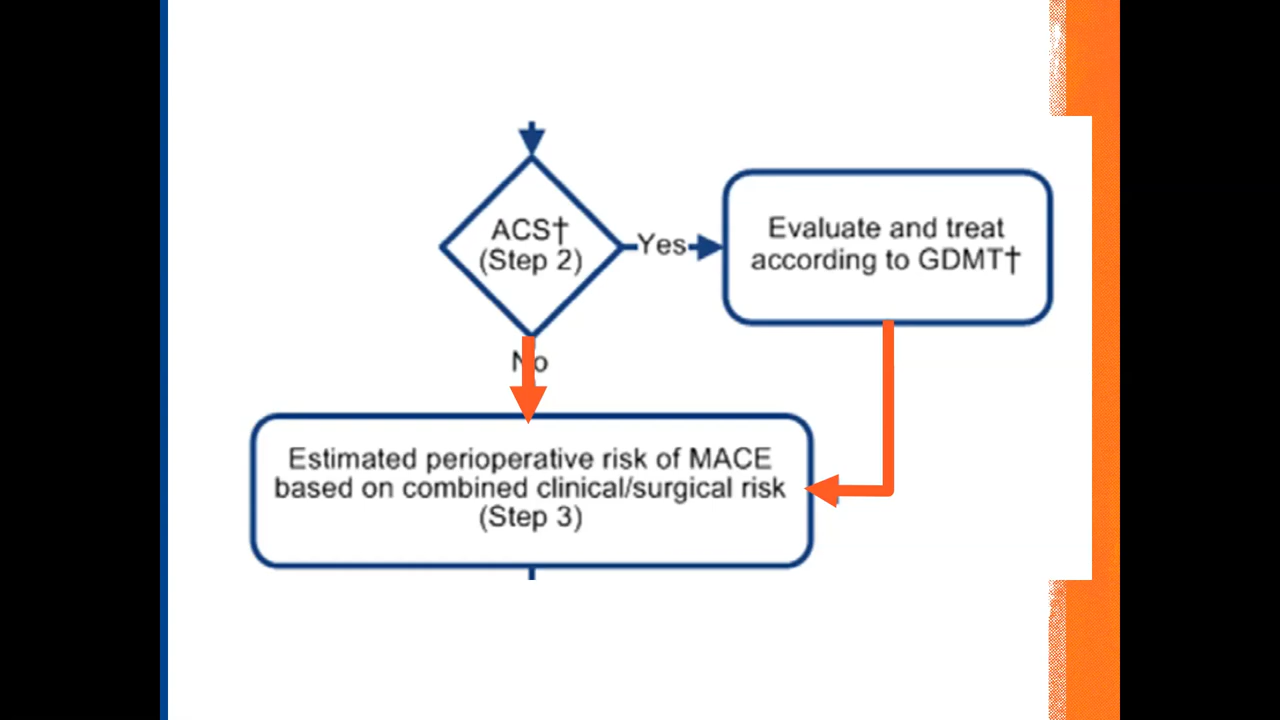 ACS†
(Step 2)
Yes
Evaluate and treat
according to GDMT†
No
Estimated perioperative risk of MACE
based on combined clinical/surgical risk
(Step 3)